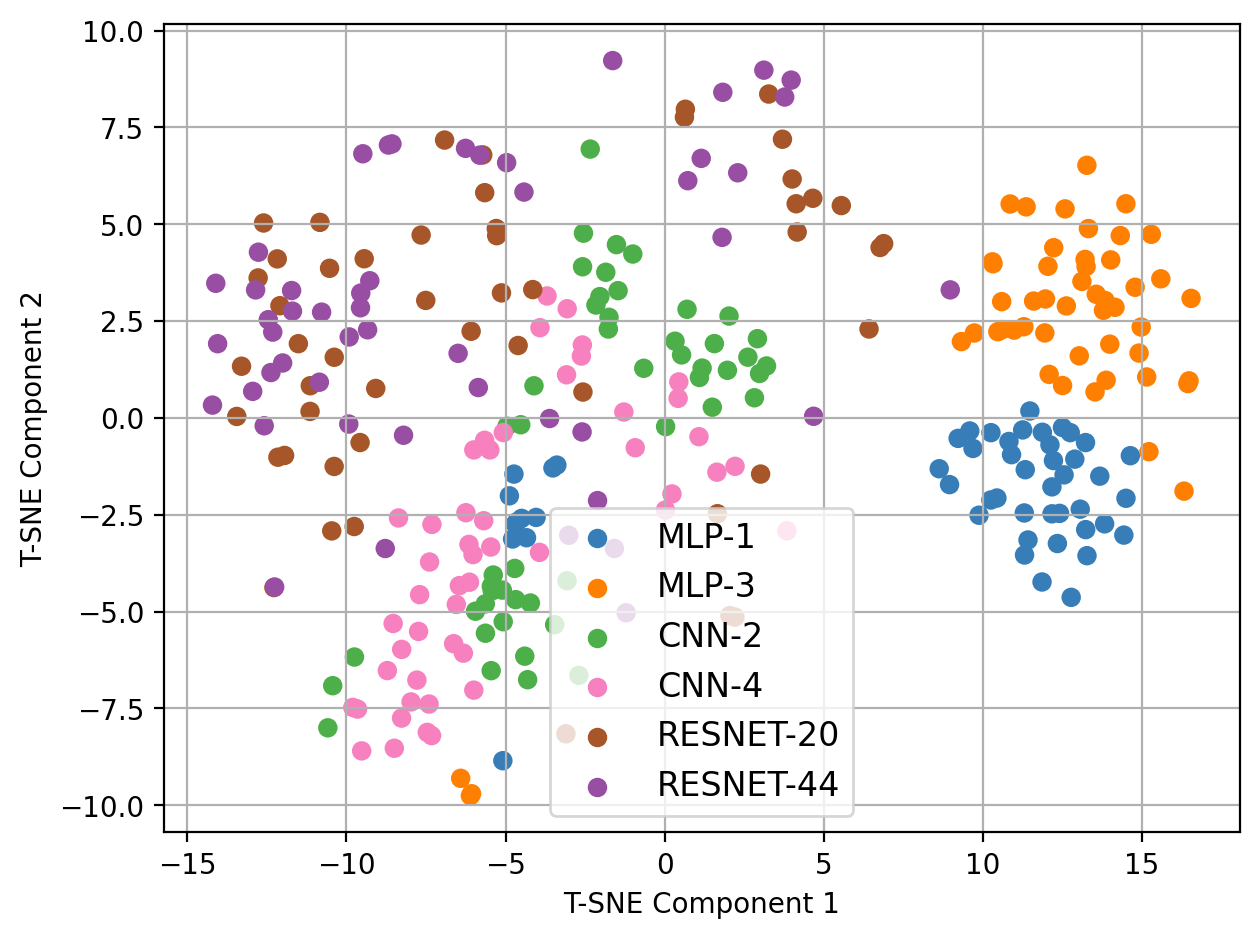 10.0
7.5
5.0
2.5
0.0
−2.5
−5.0
−7.5
−10.0
T-SNE Component 2
MLP-1
MLP-3
CNN-2
CNN-4
RESNET-20
RESNET-44
−15
−10
−5
0
5
10
15
T-SNE Component 1